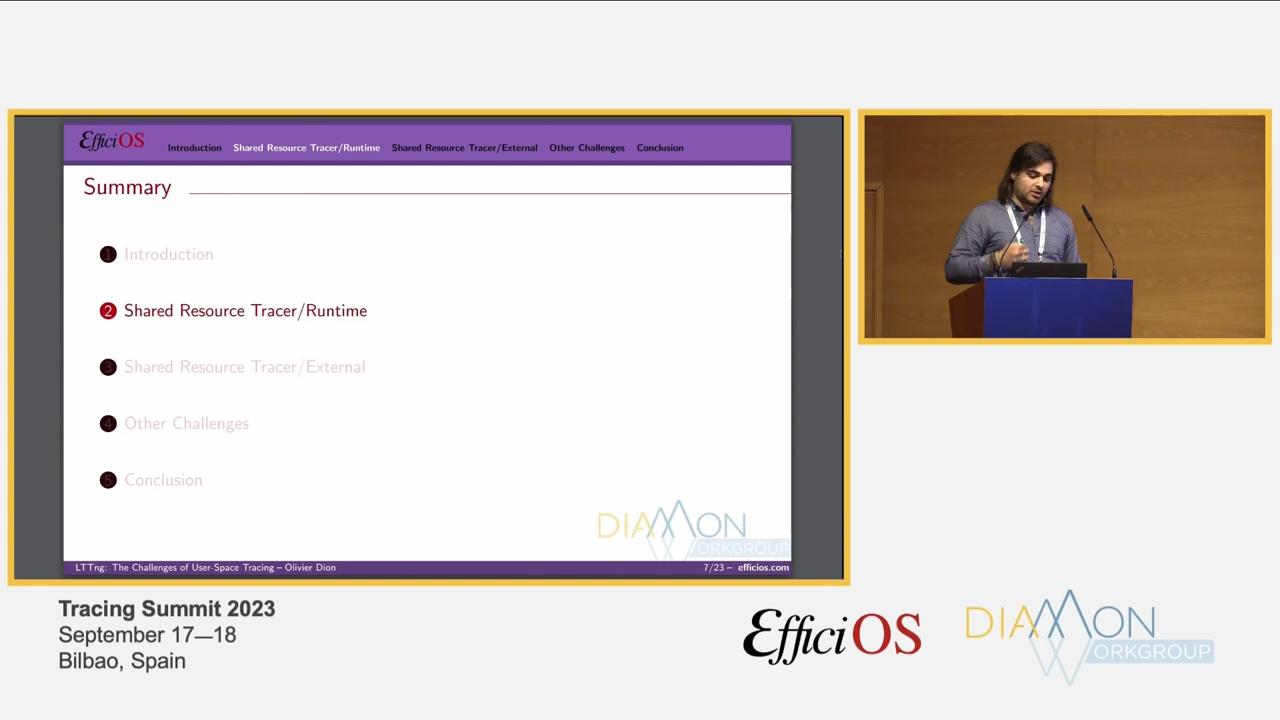 EfficiOS
Introduction Shared Resource Tracer/Runtime Shared Resource Tracer/External Other Challenges Conclusion
Summary
1 Introduction
2 Shared Resource Tracer/Runtime
3 Shared Resource Tracer/External
4 Other Challenges
5 Conclusion
DIAMON
WORKGROUP
LTTng: The Challenges of User-Space Tracing – Olivier Dion
7/23 – efficios.com
Tracing Summit 2023
September 17—18
Bilbao, Spain
EfficiOS
DIAMON
WORKGROUP